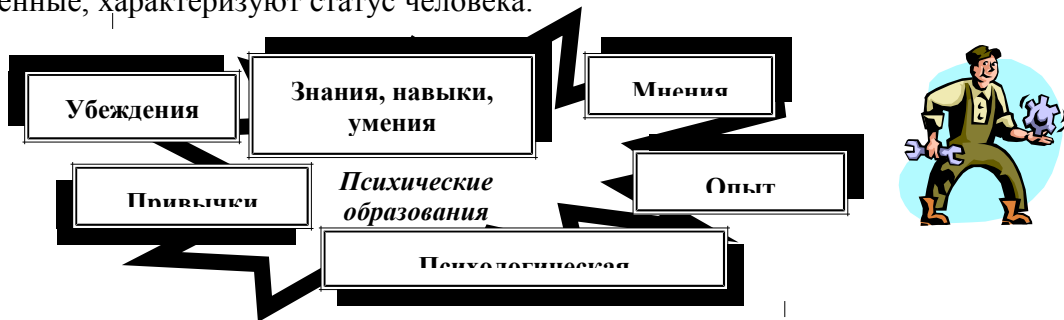 енные, характеризуют статус человека.
Убеждения
Знания, навыки,
умения
Мнения
Привычки
Психические
образования
Опыт
Психологическая